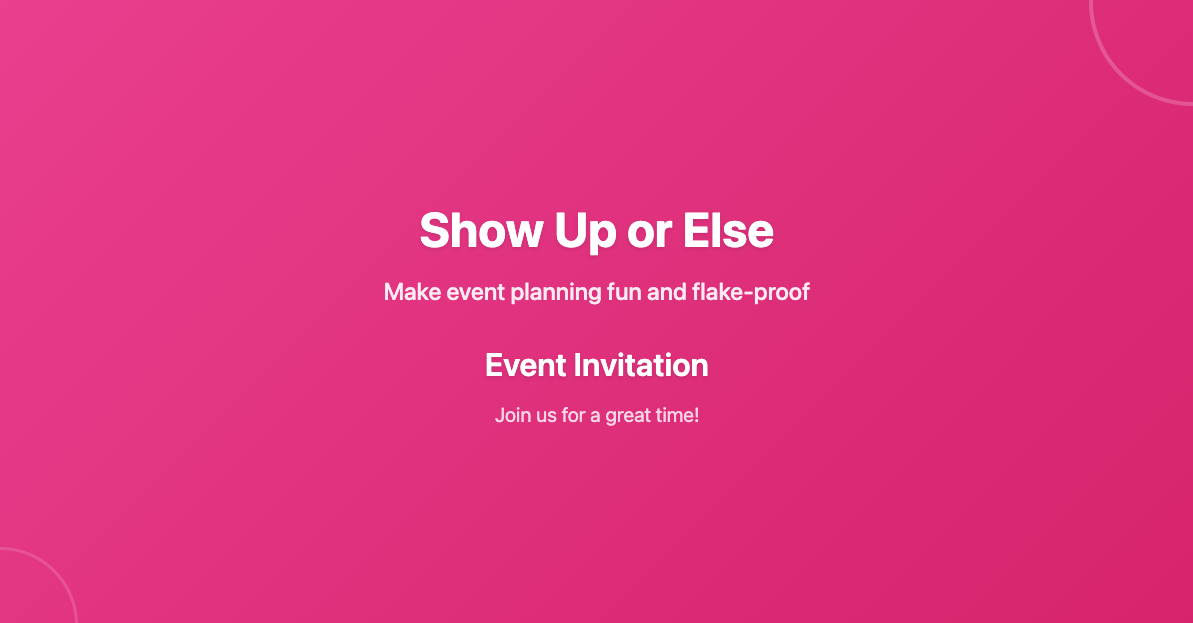 Show Up or Else
Make event planning fun and flake-proof
Event Invitation
Join us for a great time!